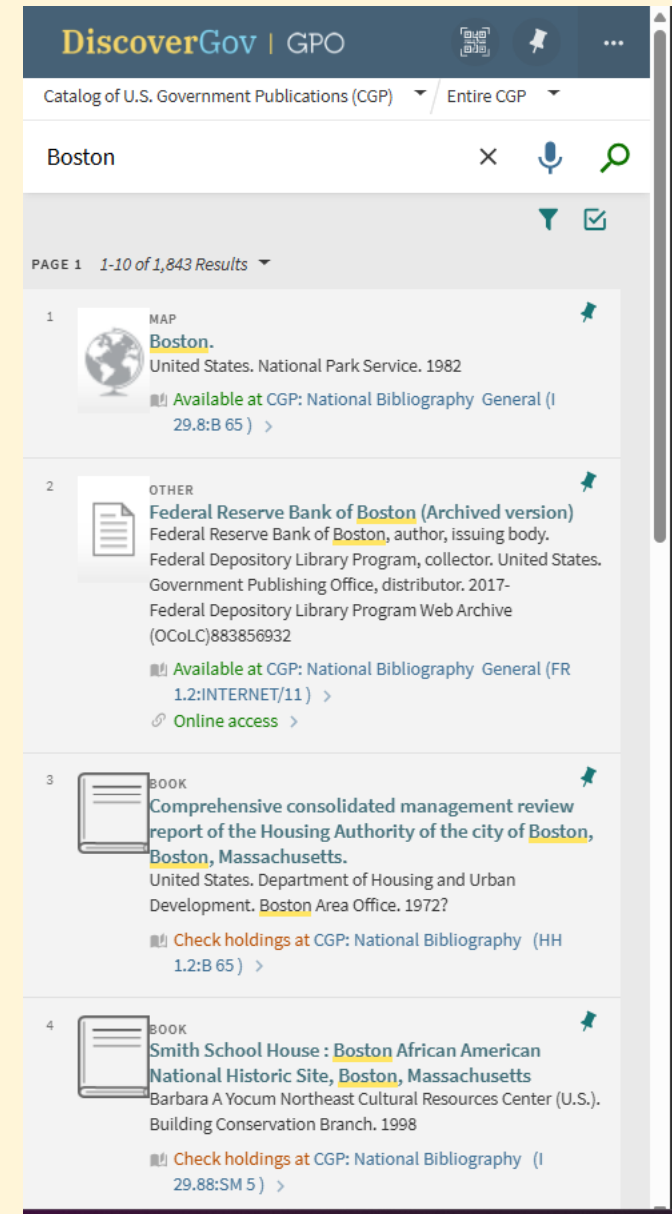 DiscoverGov | GPO
Catalog of U.S. Government Publications (CGP) / Entire CGP
Boston
PAGE 1 1-10 of 1,843 Results
1
MAP
Boston.
United States. National Park Service. 1982
Available at CGP: National Bibliography General (I
29.8:B 65 )
2
OTHER
Federal Reserve Bank of Boston (Archived version)
Federal Reserve Bank of Boston, author, issuing body.
Federal Depository Library Program, collector. United States.
Government Publishing Office, distributor. 2017-
Federal Depository Library Program Web Archive
(OCoLC)883856932
Available at CGP: National Bibliography General (FR
1.2:INTERNET/11 )
Online access
3
BOOK
Comprehensive consolidated management review
report of the Housing Authority of the city of Boston,
Boston, Massachusetts.
United States. Department of Housing and Urban
Development. Boston Area Office. 1972?
Check holdings at CGP: National Bibliography (HH
1.2:B 65 )
4
BOOK
Smith School House : Boston African American
National Historic Site, Boston, Massachusetts
Barbara A Yocum Northeast Cultural Resources Center (U.S.).
Building Conservation Branch. 1998
Check holdings at CGP: National Bibliography (I
29.88:SM 5 )